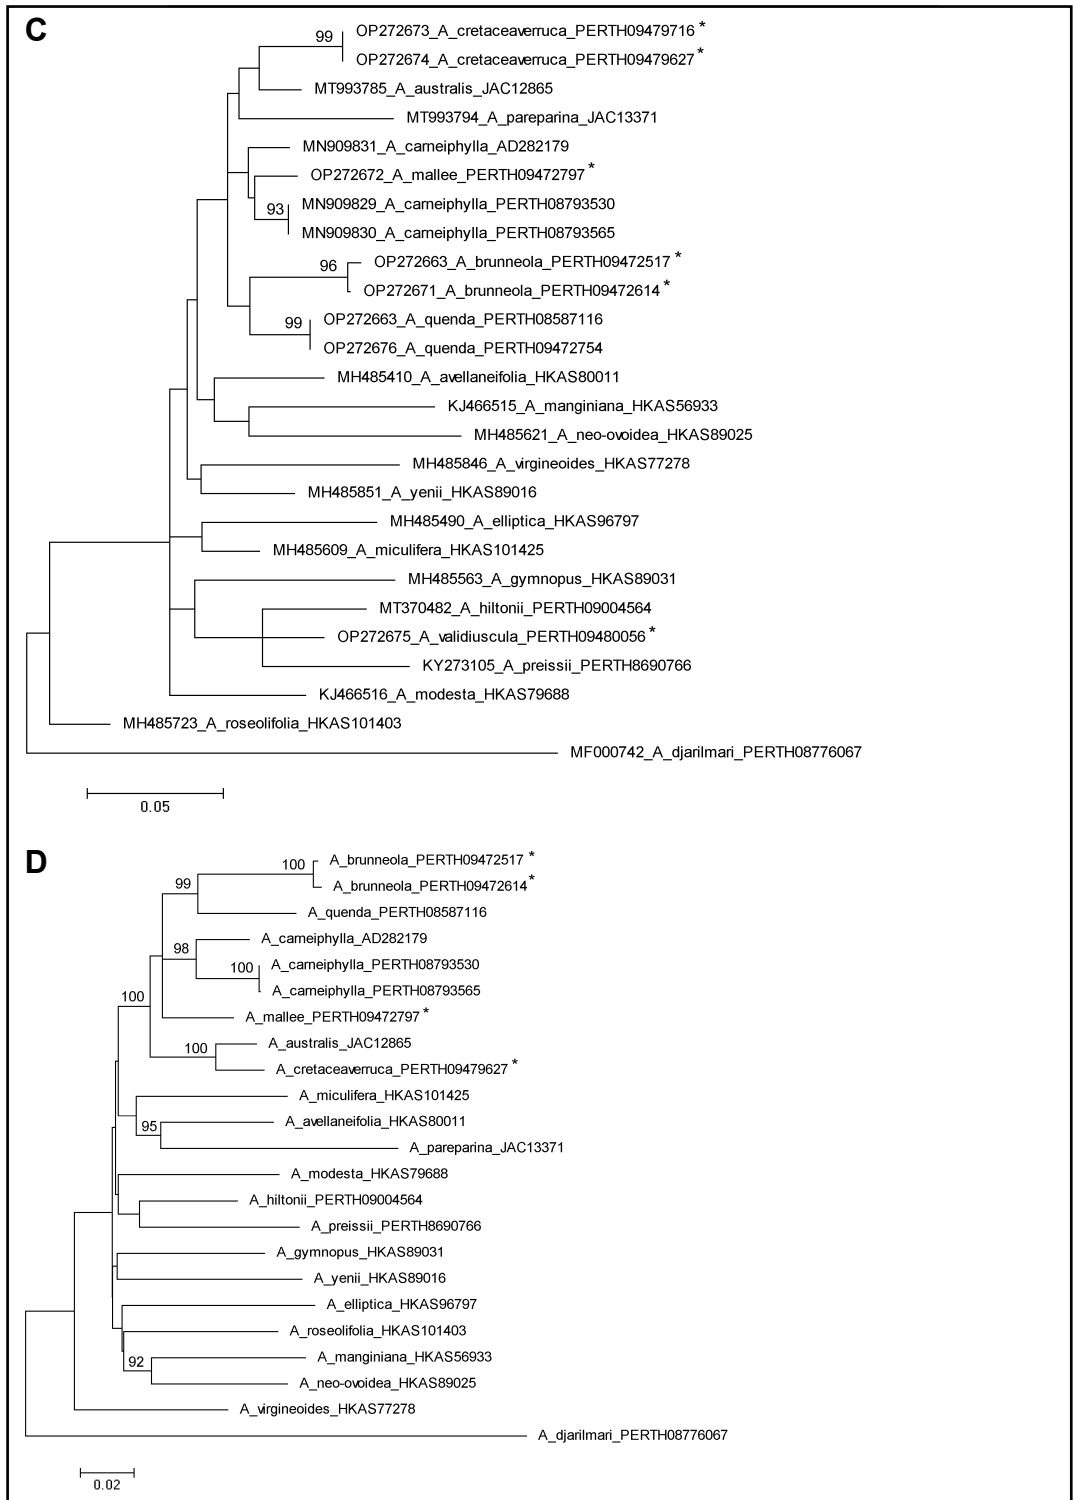 C
99
OP272673_A_cretaceaverruca_PERTH09479716 *
OP272674_A_cretaceaverruca_PERTH09479627 *
MT993785_A_australis_JAC12865
MT993794_A_pareparina_JAC13371
MN909831_A_carneiphylla_AD282179
OP272672_A_mallee_PERTH09472797 *
93
MN909829_A_carneiphylla_PERTH08793530
MN909830_A_carneiphylla_PERTH08793565
96
OP272663_A_brunneola_PERTH09472517 *
OP272671_A_brunneola_PERTH09472614 *
99
OP272663_A_quenda_PERTH08587116
OP272676_A_quenda_PERTH09472754
MH485410_A_avellaneifolia_HKAS80011
KJ466515_A_manginiana_HKAS56933
MH485621_A_neo-ovoidea_HKAS89025
MH485846_A_virgineoides_HKAS77278
MH485851_A_yenii_HKAS89016
MH485490_A_elliptica_HKAS96797
MH485609_A_miculifera_HKAS101425
MH485563_A_gymnopus_HKAS89031
MT370482_A_hiltonii_PERTH09004564
OP272675_A_validiuscula_PERTH09480056 *
KY273105_A_preissii_PERTH8690766
KJ466516_A_modesta_HKAS79688
MH485723_A_roseolifolia_HKAS101403
MF000742_A_djarilmari_PERTH08776067
0.05
D
100
A_brunneola_PERTH09472517 *
99
A_brunneola_PERTH09472614 *
A_quenda_PERTH08587116
98
A_carneiphylla_AD282179
100
A_carneiphylla_PERTH08793530
A_carneiphylla_PERTH08793565
100
A_mallee_PERTH09472797 *
100
A_australis_JAC12865
A_cretaceaverruca_PERTH09479627 *
A_miculifera_HKAS101425
95
A_avellaneifolia_HKAS80011
A_pareparina_JAC13371
A_modesta_HKAS79688
A_hiltonii_PERTH09004564
A_preissii_PERTH8690766
A_gymnopus_HKAS89031
A_yenii_HKAS89016
A_elliptica_HKAS96797
A_roseolifolia_HKAS101403
92
A_manginiana_HKAS56933
A_neo-ovoidea_HKAS89025
A_virgineoides_HKAS77278
A_djarilmari_PERTH08776067
0.02